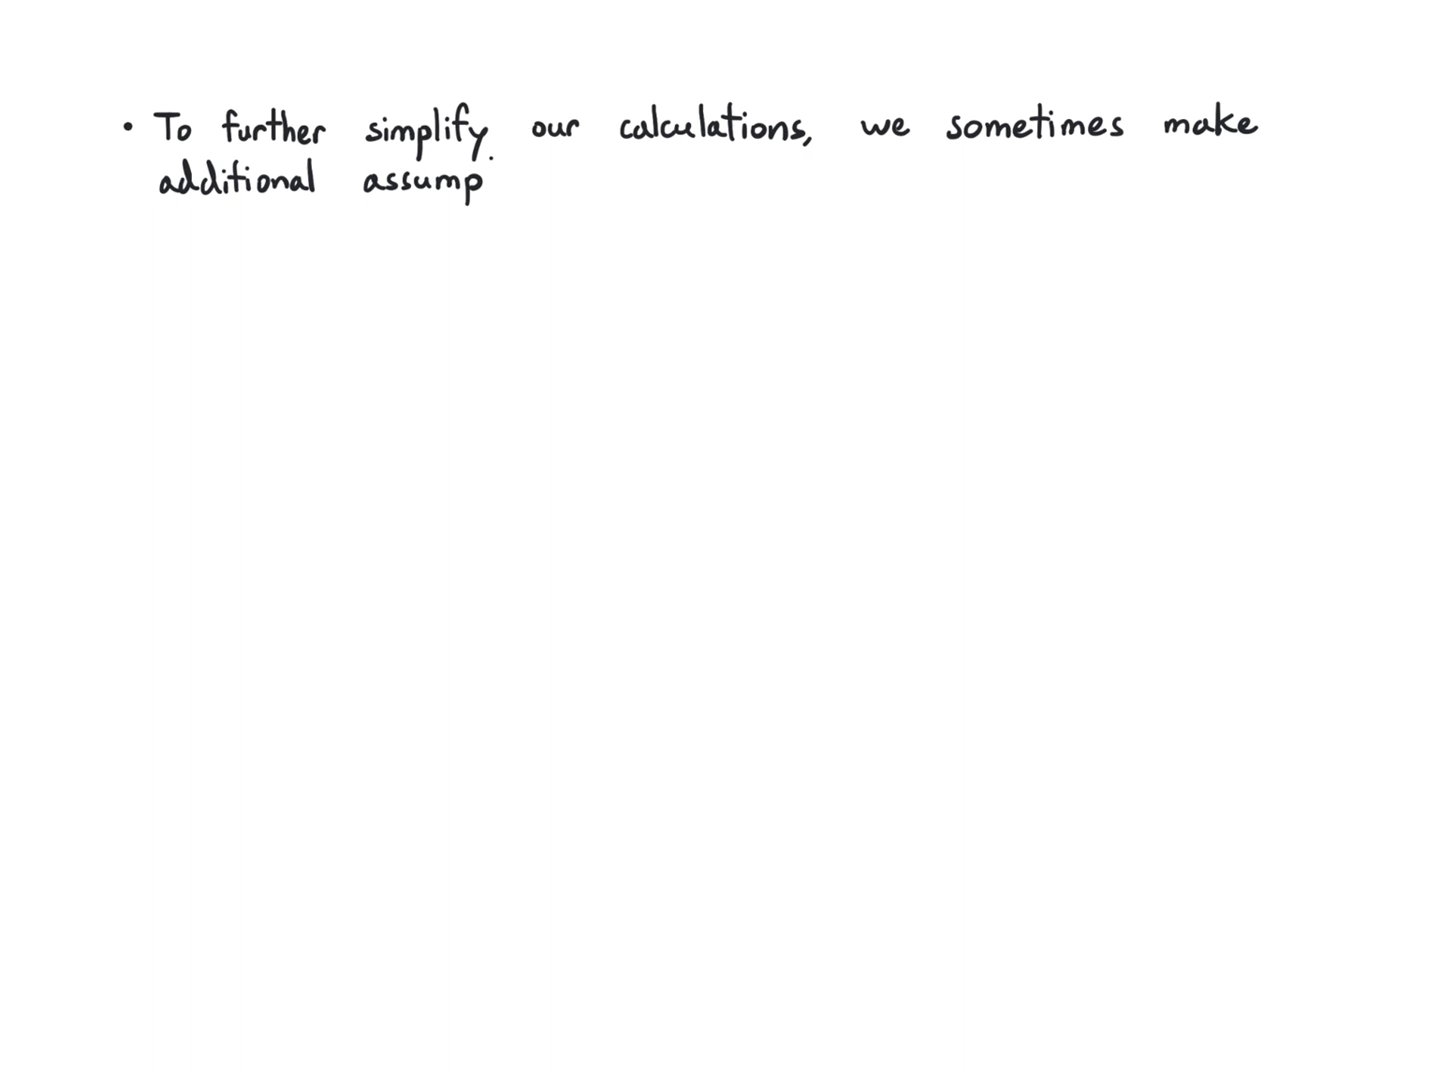 • To further simplify our calculations, we sometimes make
additional assump